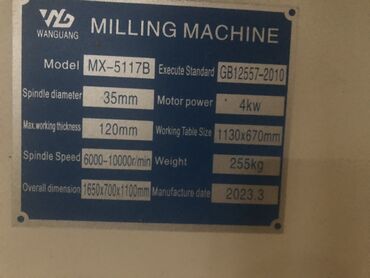 WG MILLING MACHINE
WANGUANG
Model MX-5117B Execute Standard GB12557-2010
Spindle diameter 35mm Motor power 4kw
Max.working thickness 120mm Working Table Size 1130x670mm
Spindle Speed 6000-10000r/min Weight 255kg
Overall dimension 1650x700x1100mm Manufacture date 2023.3